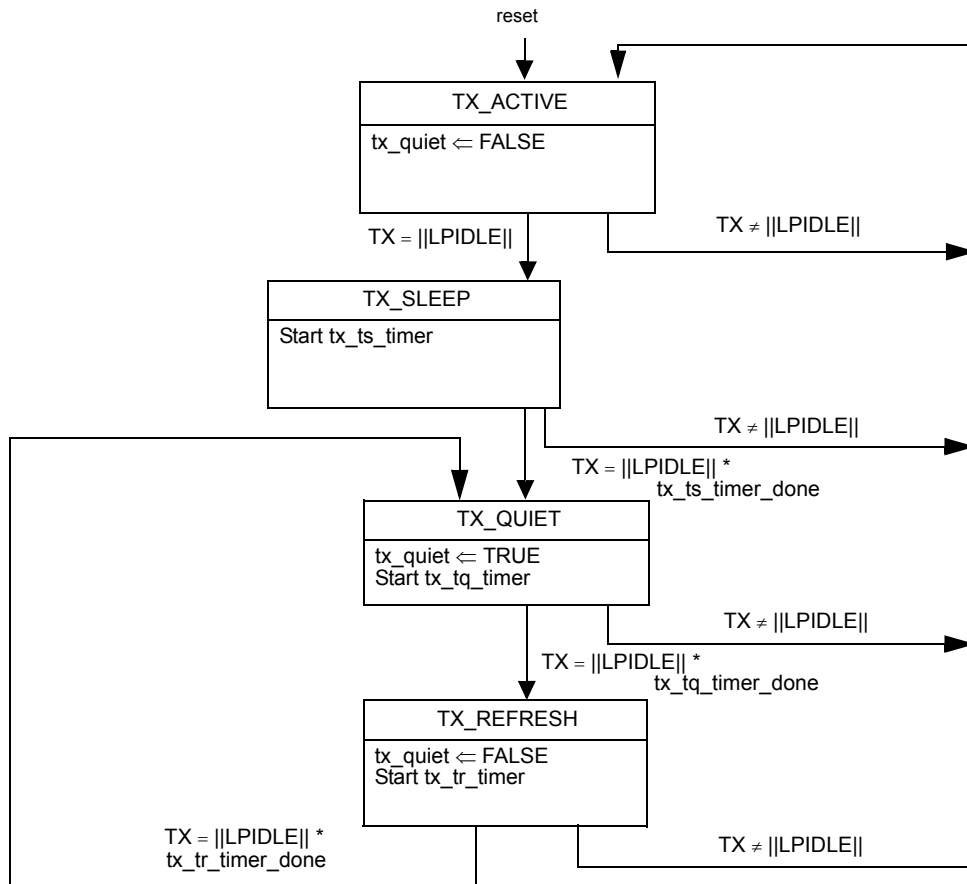 reset
TX_ACTIVE
tx_quiet ⇐ FALSE
TX = ||LPIDLE||
TX ≠ ||LPIDLE||
TX_SLEEP
Start tx_ts_timer
TX ≠ ||LPIDLE||
TX = ||LPIDLE|| *
tx_ts_timer_done
TX_QUIET
tx_quiet ⇐ TRUE
Start tx_tq_timer
TX ≠ ||LPIDLE||
TX = ||LPIDLE|| *
tx_tq_timer_done
TX_REFRESH
tx_quiet ⇐ FALSE
Start tx_tr_timer
TX = ||LPIDLE|| *
tx_tr_timer_done
TX ≠ ||LPIDLE||